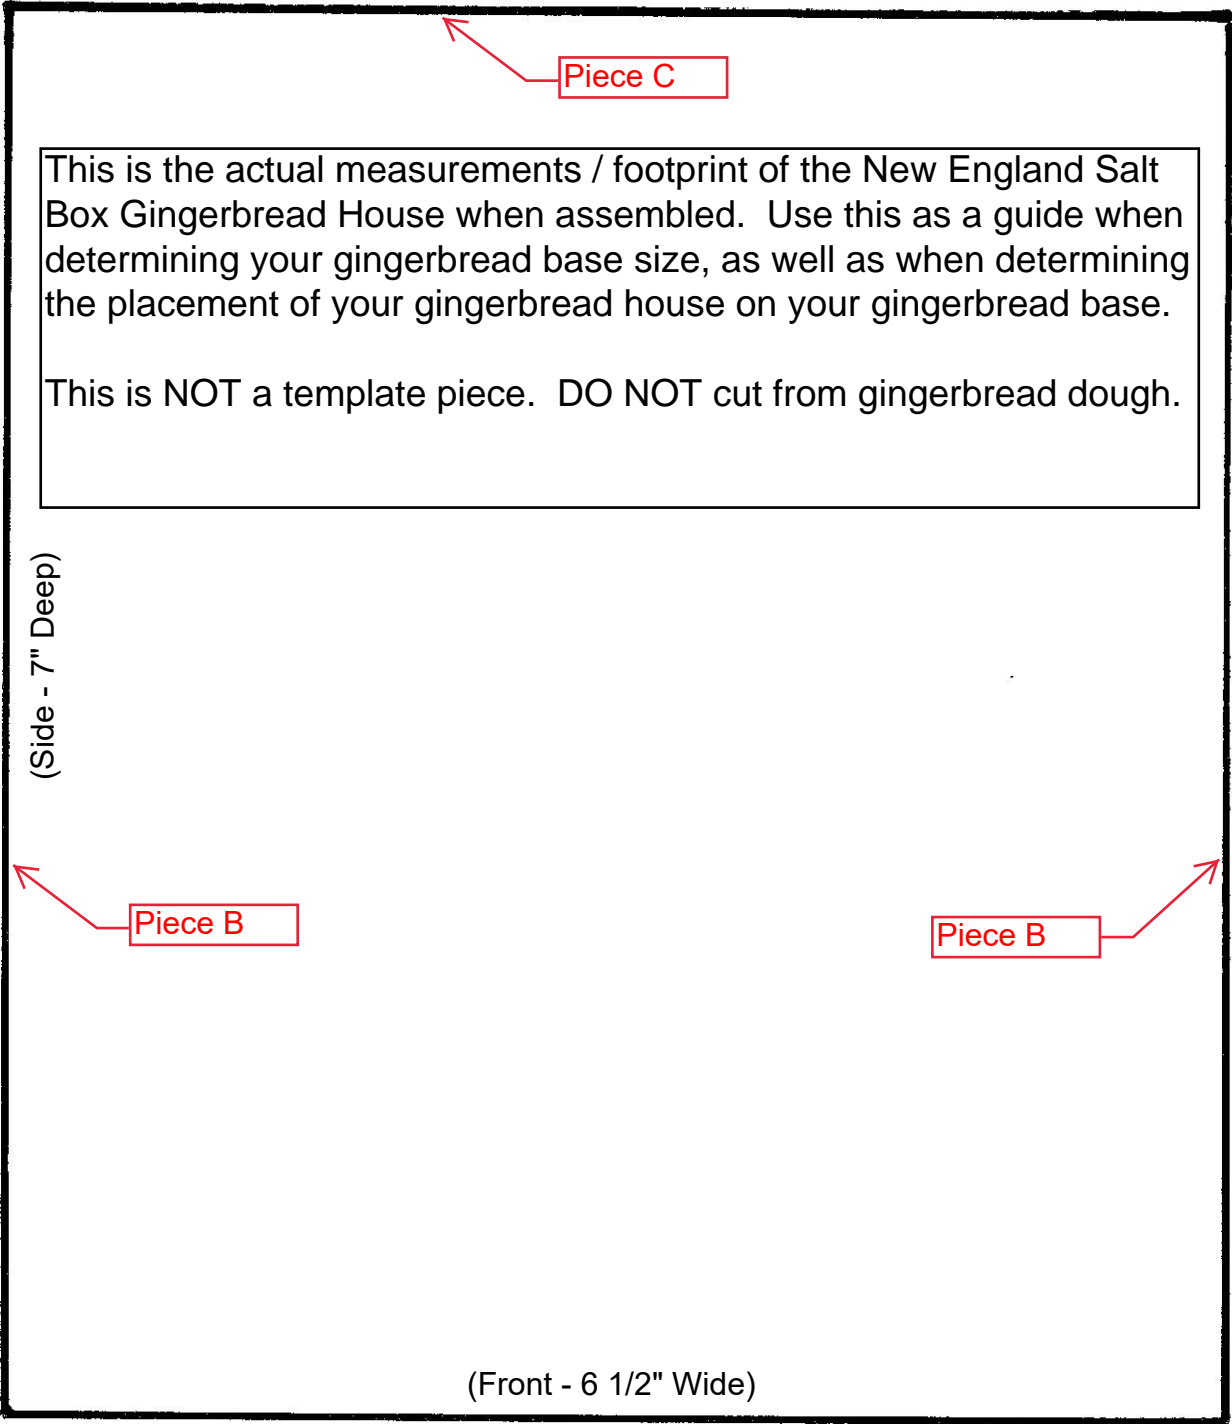 Piece C
This is the actual measurements / footprint of the New England Salt
Box Gingerbread House when assembled.  Use this as a guide when
determining your gingerbread base size, as well as when determining
the placement of your gingerbread house on your gingerbread base.
This is NOT a template piece.  DO NOT cut from gingerbread dough.
(Side - 7" Deep)
Piece B
Piece B
(Front - 6 1/2" Wide)